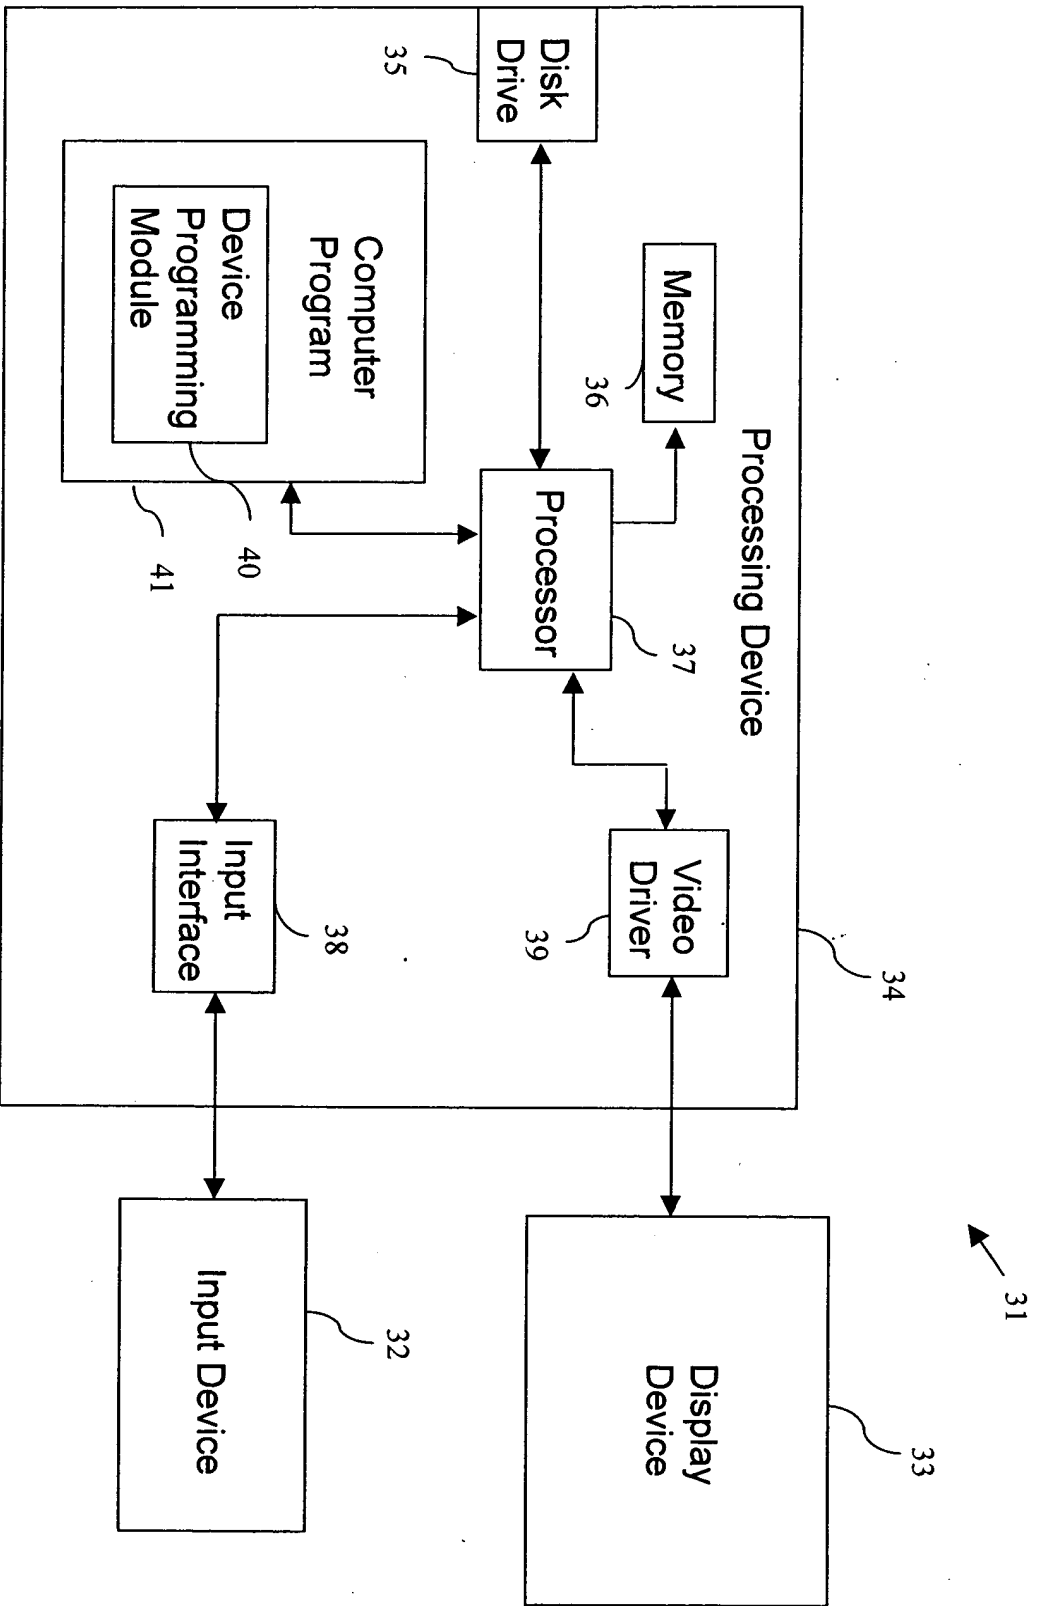 31
Processing Device
34
33
Display
Device
Memory
36
37
Video
Driver
39
Disk
Drive
35
Processor
Computer
Program
Device
Programming
Module
40
41
38
Input
Interface
32
Input Device